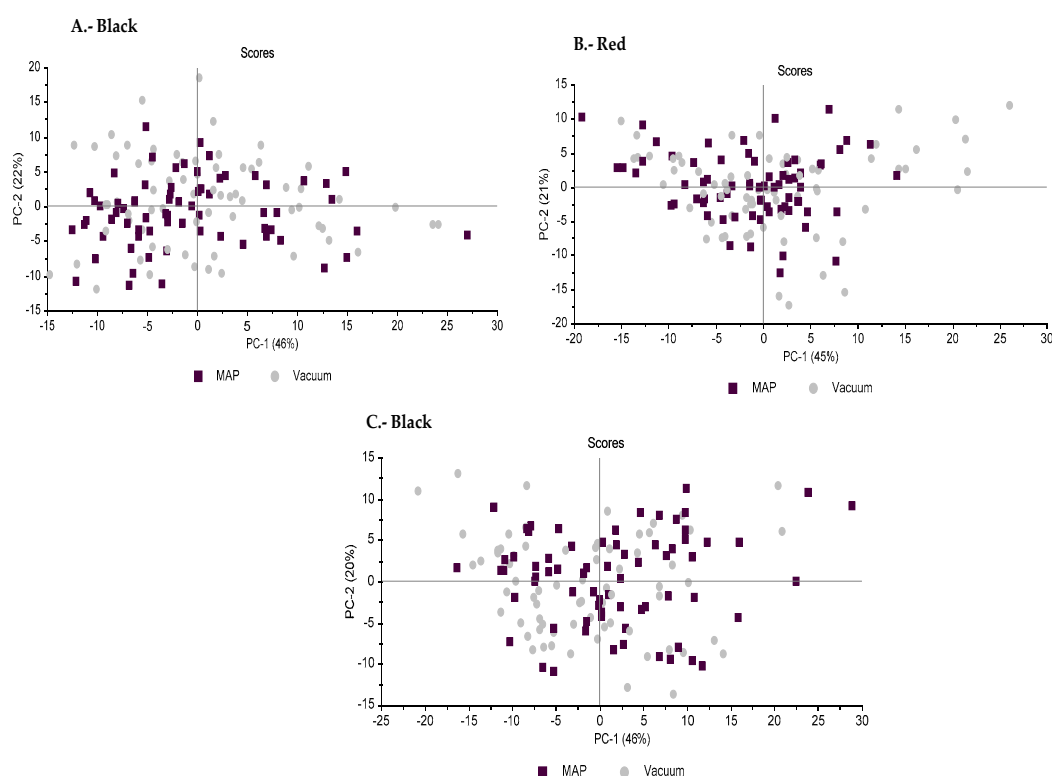 A.- Black
Scores
20
15
10
5
0
-5
-10
-15
PC-2 (22%)
-15 -10 -5 0 5 10 15 20 25 30
PC-1 (46%)
MAP Vacuum
B.- Red
Scores
15
10
5
0
-5
-10
-15
-20
PC-2 (21%)
-20 -15 -10 -5 0 5 10 15 20 25 30
PC-1 (45%)
MAP Vacuum
C.- Black
Scores
15
10
5
0
-5
-10
-15
PC-2 (20%)
-25 -20 -15 -10 -5 0 5 10 15 20 25 30
PC-1 (46%)
MAP Vacuum